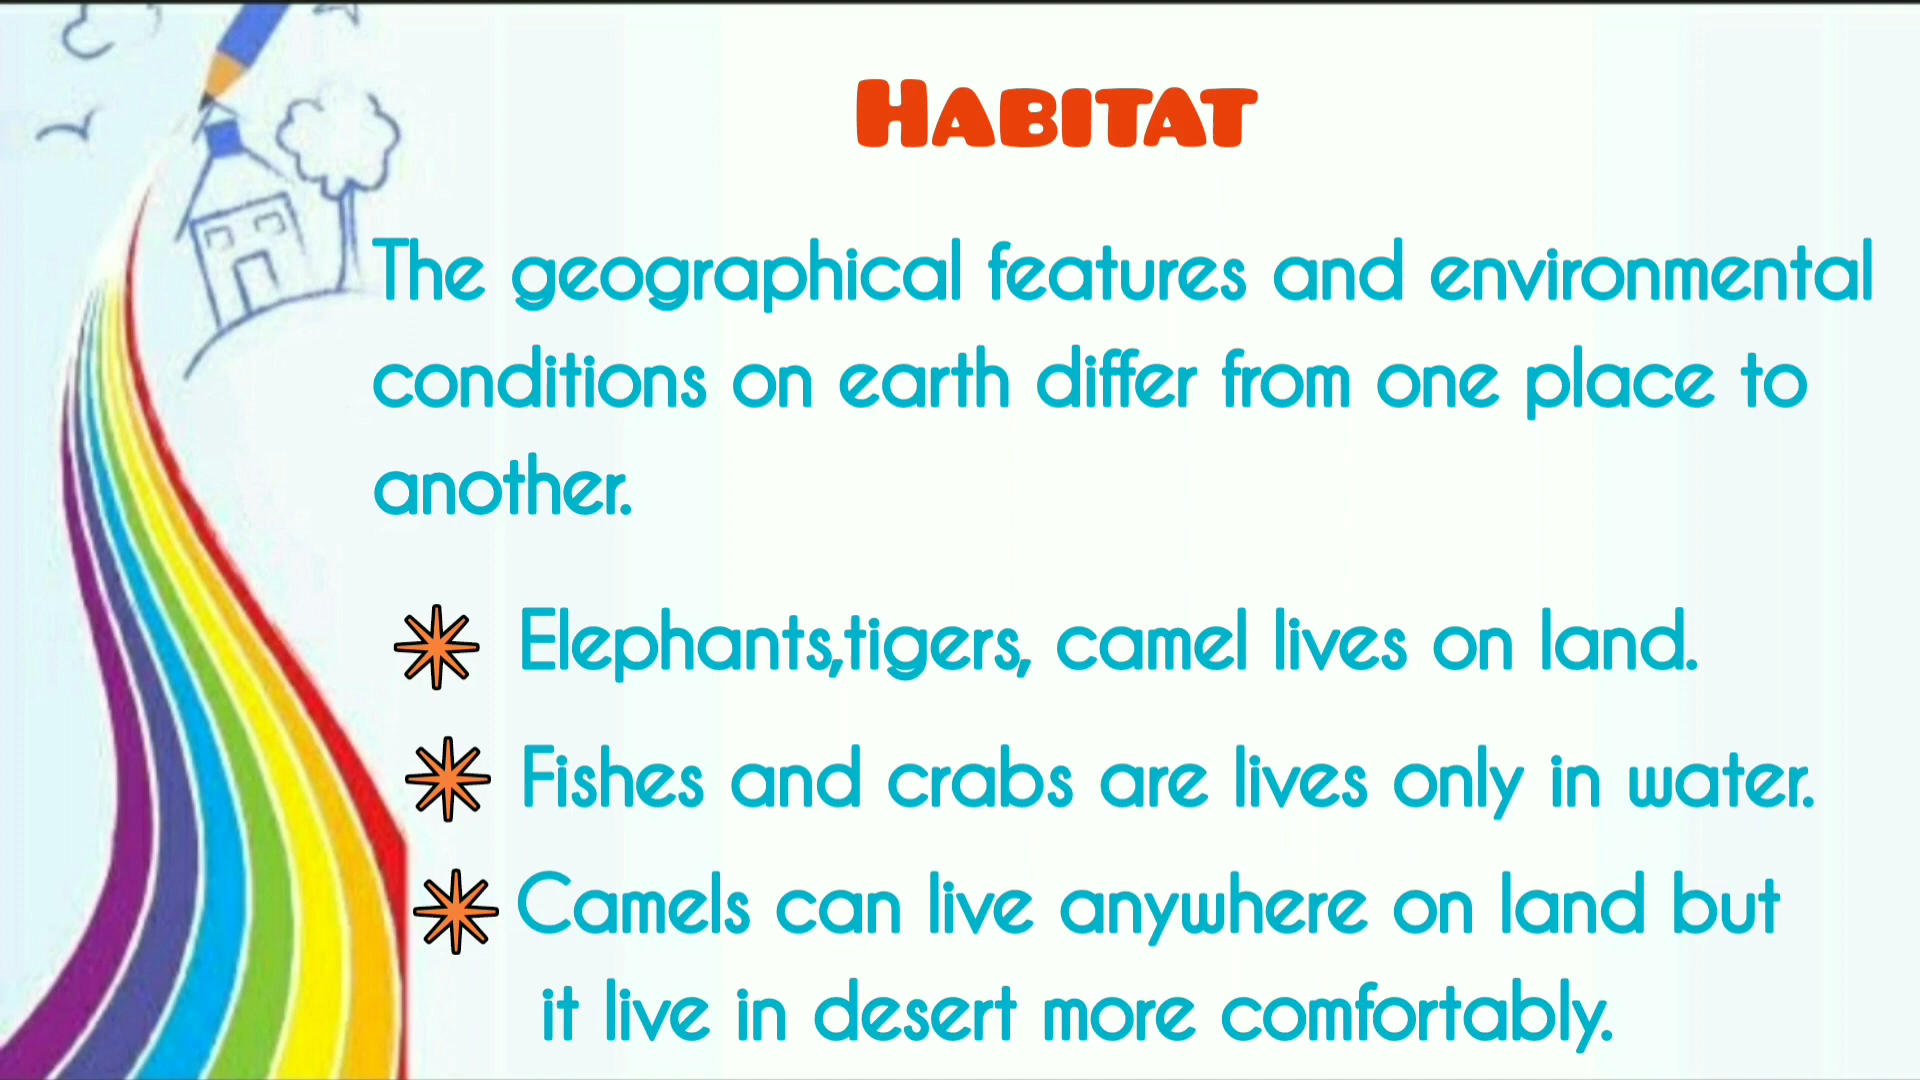 HABITAT
The geographical features and environmental
conditions on earth differ from one place to
another.
Elephants,tigers, camel lives on land.
Fishes and crabs are lives only in water.
Camels can live anywhere on land but
it live in desert more comfortably.